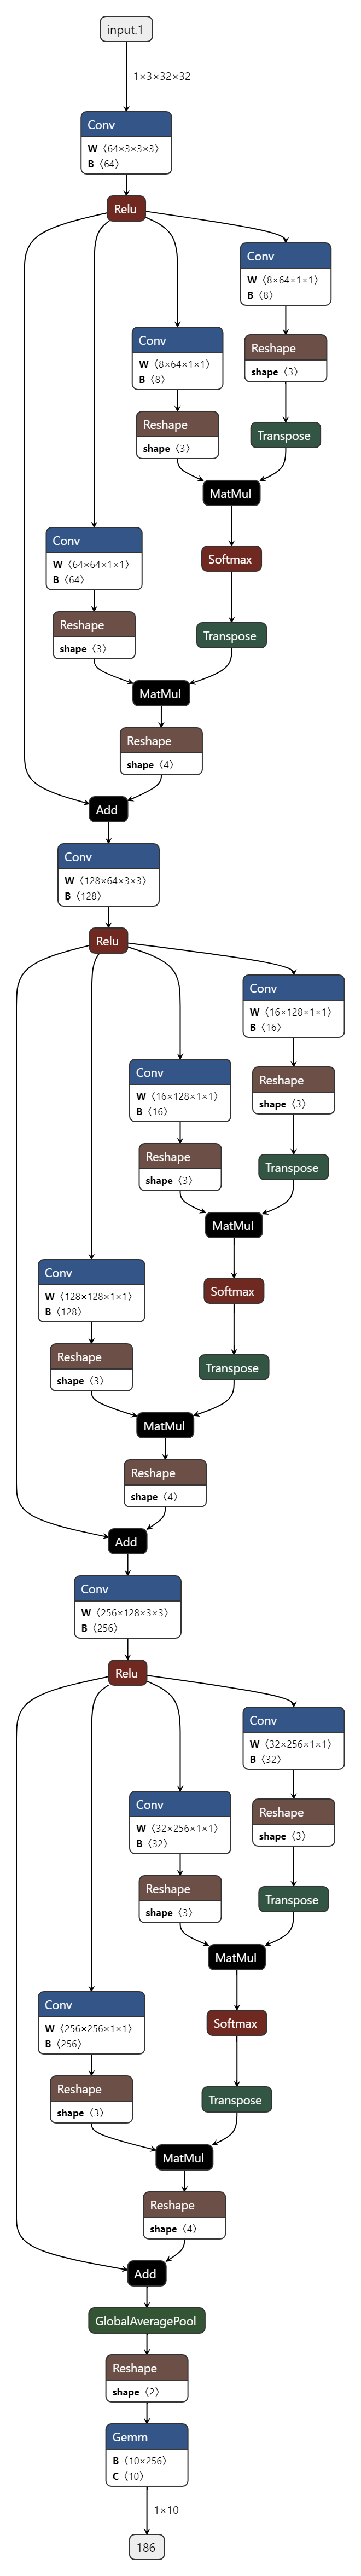 input.1
1×3×32×32
Conv
W ⟨64×3×3×3⟩
B ⟨64⟩
Relu
Conv
W ⟨8×64×1×1⟩
B ⟨8⟩
Reshape
shape ⟨3⟩
Transpose
Conv
W ⟨8×64×1×1⟩
B ⟨8⟩
Reshape
shape ⟨3⟩
MatMul
Softmax
Transpose
Conv
W ⟨64×64×1×1⟩
B ⟨64⟩
Reshape
shape ⟨3⟩
MatMul
Reshape
shape ⟨4⟩
Add
Conv
W ⟨128×64×3×3⟩
B ⟨128⟩
Relu
Conv
W ⟨16×128×1×1⟩
B ⟨16⟩
Reshape
shape ⟨3⟩
Transpose
Conv
W ⟨16×128×1×1⟩
B ⟨16⟩
Reshape
shape ⟨3⟩
MatMul
Softmax
Transpose
Conv
W ⟨128×128×1×1⟩
B ⟨128⟩
Reshape
shape ⟨3⟩
MatMul
Reshape
shape ⟨4⟩
Add
Conv
W ⟨256×128×3×3⟩
B ⟨256⟩
Relu
Conv
W ⟨32×256×1×1⟩
B ⟨32⟩
Reshape
shape ⟨3⟩
Transpose
Conv
W ⟨32×256×1×1⟩
B ⟨32⟩
Reshape
shape ⟨3⟩
MatMul
Softmax
Transpose
Conv
W ⟨256×256×1×1⟩
B ⟨256⟩
Reshape
shape ⟨3⟩
MatMul
Reshape
shape ⟨4⟩
Add
GlobalAveragePool
Reshape
shape ⟨2⟩
Gemm
B ⟨10×256⟩
C ⟨10⟩
1×10
186